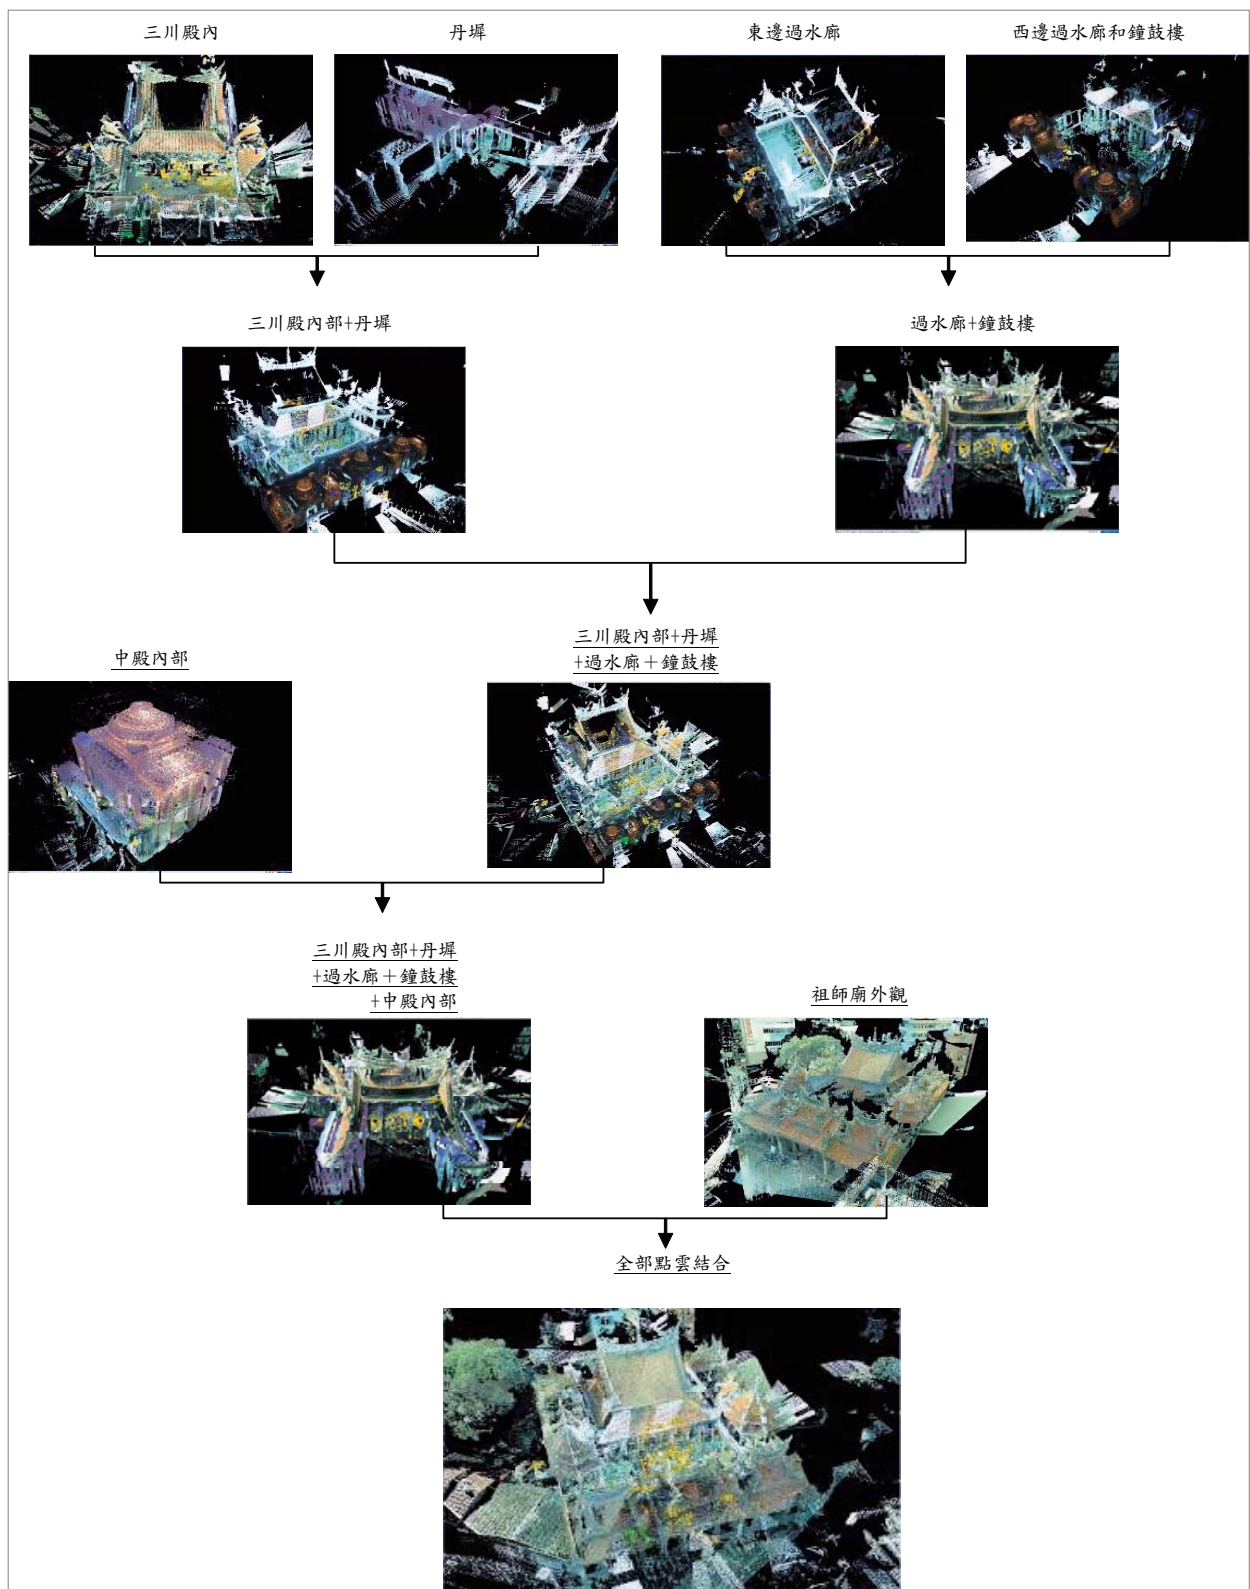 三川殿內
丹墀
東邊過水廊
西邊過水廊和鐘鼓樓
三川殿內部+丹墀
過水廊+鐘鼓樓
三川殿內部+丹墀
+過水廊＋鐘鼓樓
中殿內部
三川殿內部+丹墀
+過水廊＋鐘鼓樓
+中殿內部
祖師廟外觀
全部點雲結合